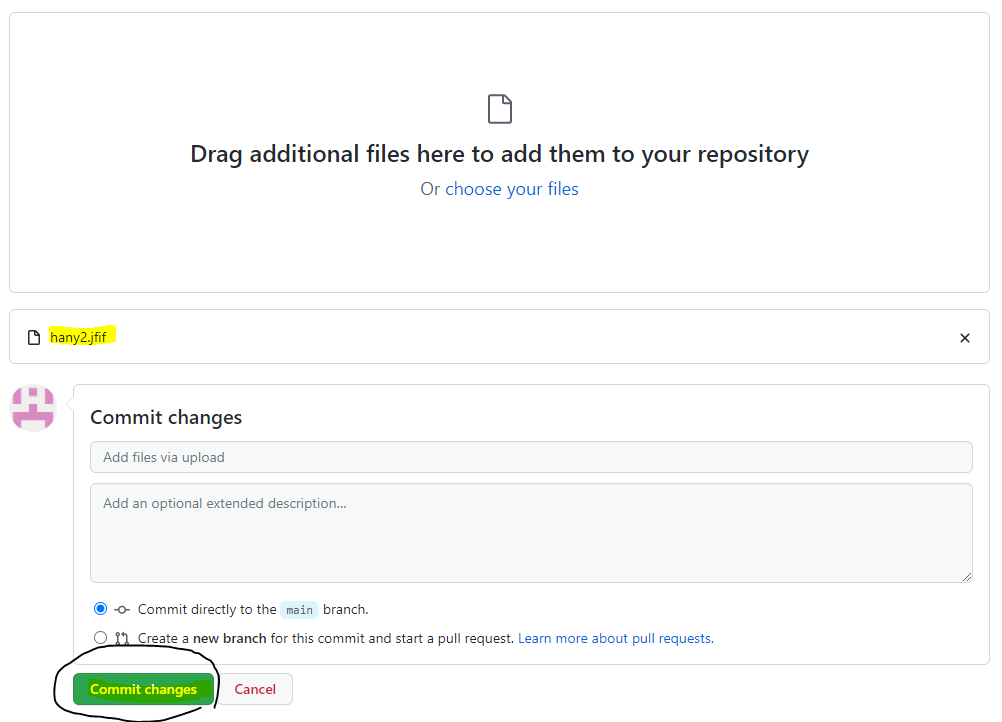 Drag additional files here to add them to your repository
Or choose your files
hany2.jfif
Commit changes
Add files via upload
Add an optional extended description...
Commit directly to the main branch.
Create a new branch for this commit and start a pull request. Learn more about pull requests.
Commit changes Cancel